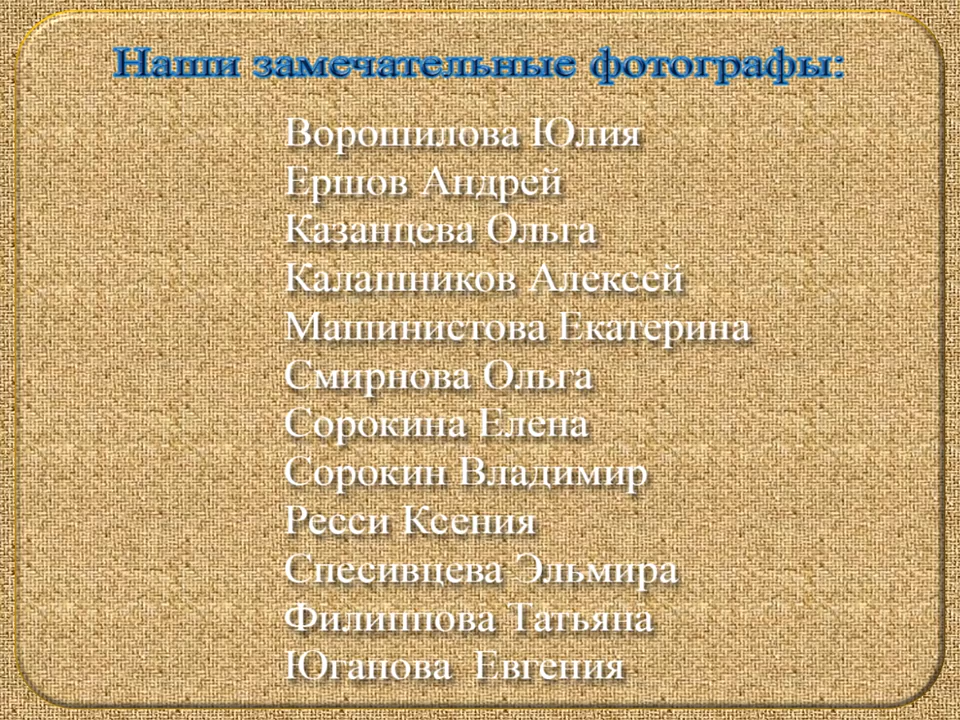 Наши замечательные фотографы:
Ворошилова Юлия
Ершов Андрей
Казанцева Ольга
Калашников Алексей
Машинистова Екатерина
Смирнова Ольга
Сорокина Елена
Сорокин Владимир
Ресси Ксения
Спесивцева Эльмира
Филиппова Татьяна
Юганова Евгения